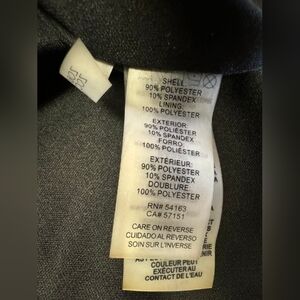 SHELL
90% POLYESTER
10% SPANDEX
LINING:
100% POLYESTER
EXTERIOR:
90% POLIÉSTER
10% SPANDEX
FORRO:
100% POLIÉSTER
EXTÉRIEUR:
90% POLYESTER
10% SPANDEX
DOUBLURE:
100% POLYESTER
RN# 54163
CA# 57151
CARE ON REVERSE
CUIDADO AL REVERSO
SOIN SUR L'INVERSE
COULEUR PEUT
EXÉCUTER AU
CONTACT DE L'EAU